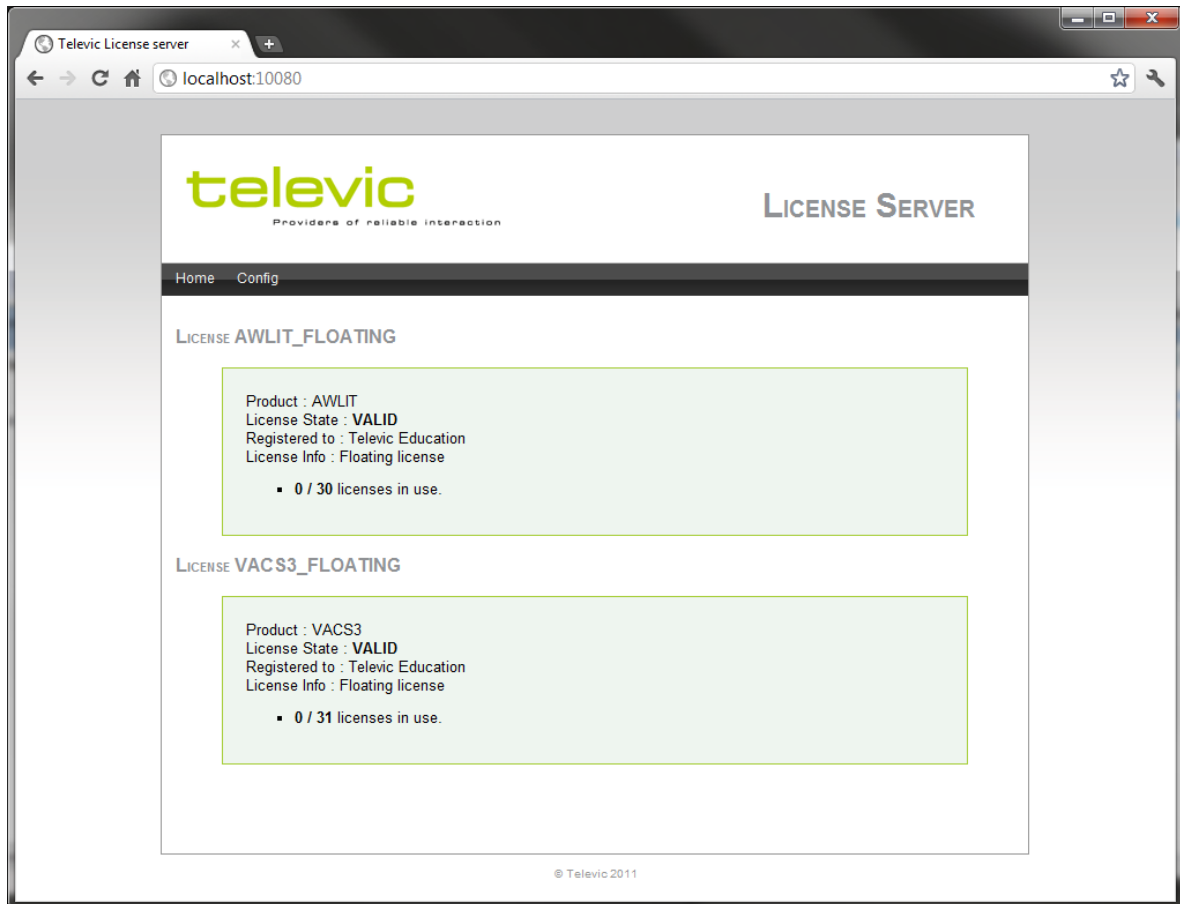 Televic License server
localhost:10080
televic
Providers of reliable interaction
License Server
Home Config
License AWLIT_FLOATING
Product : AWLIT
License State : VALID
Registered to : Televic Education
License Info : Floating license
▪ 0 / 30 licenses in use.
License VACS3_FLOATING
Product : VACS3
License State : VALID
Registered to : Televic Education
License Info : Floating license
▪ 0 / 31 licenses in use.
© Televic 2011